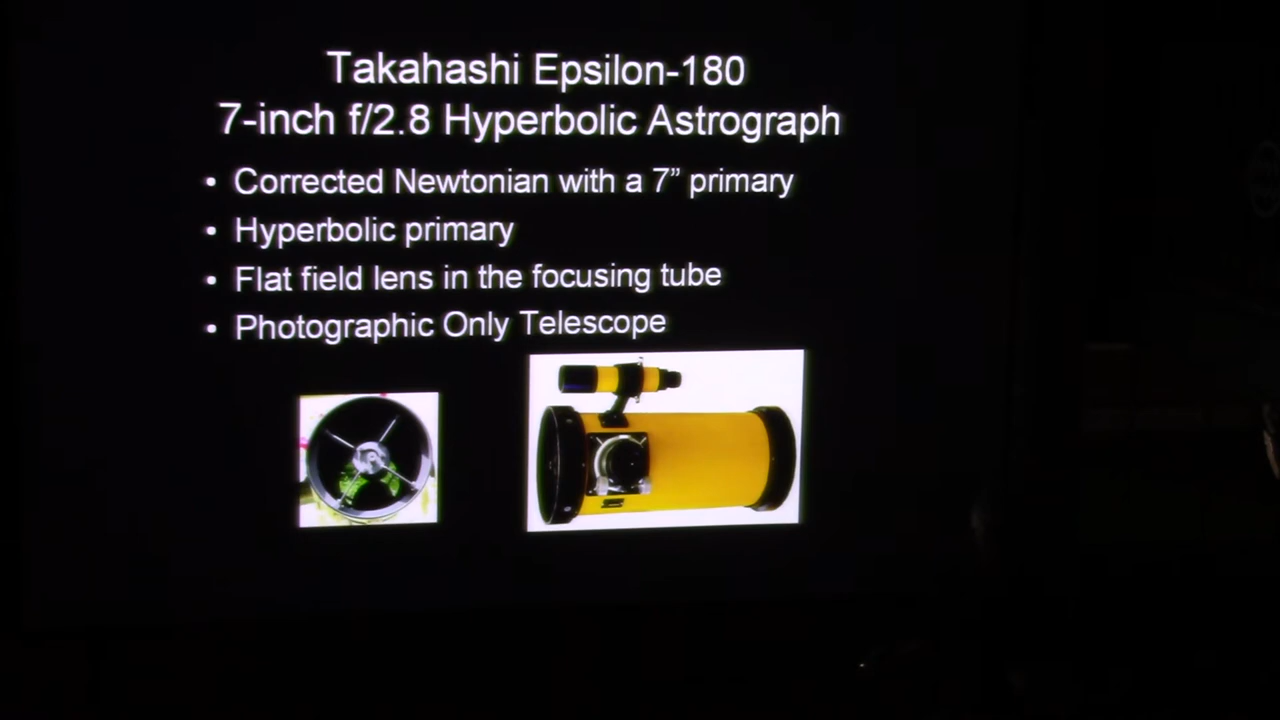 Takahashi Epsilon-180
7-inch f/2.8 Hyperbolic Astrograph
• Corrected Newtonian with a 7” primary
• Hyperbolic primary
• Flat field lens in the focusing tube
• Photographic Only Telescope